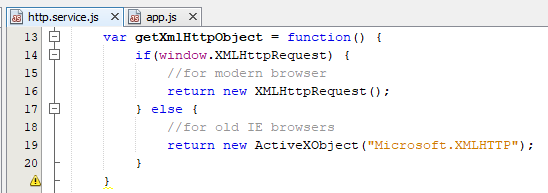 http.service.js app.js
13 var getXmlHttpObject = function() {
14 if(window.XMLHttpRequest) {
15 //for modern browser
16 return new XMLHttpRequest();
17 } else {
18 //for old IE browsers
19 return new ActiveXObject("Microsoft.XMLHTTP");
20 }
}